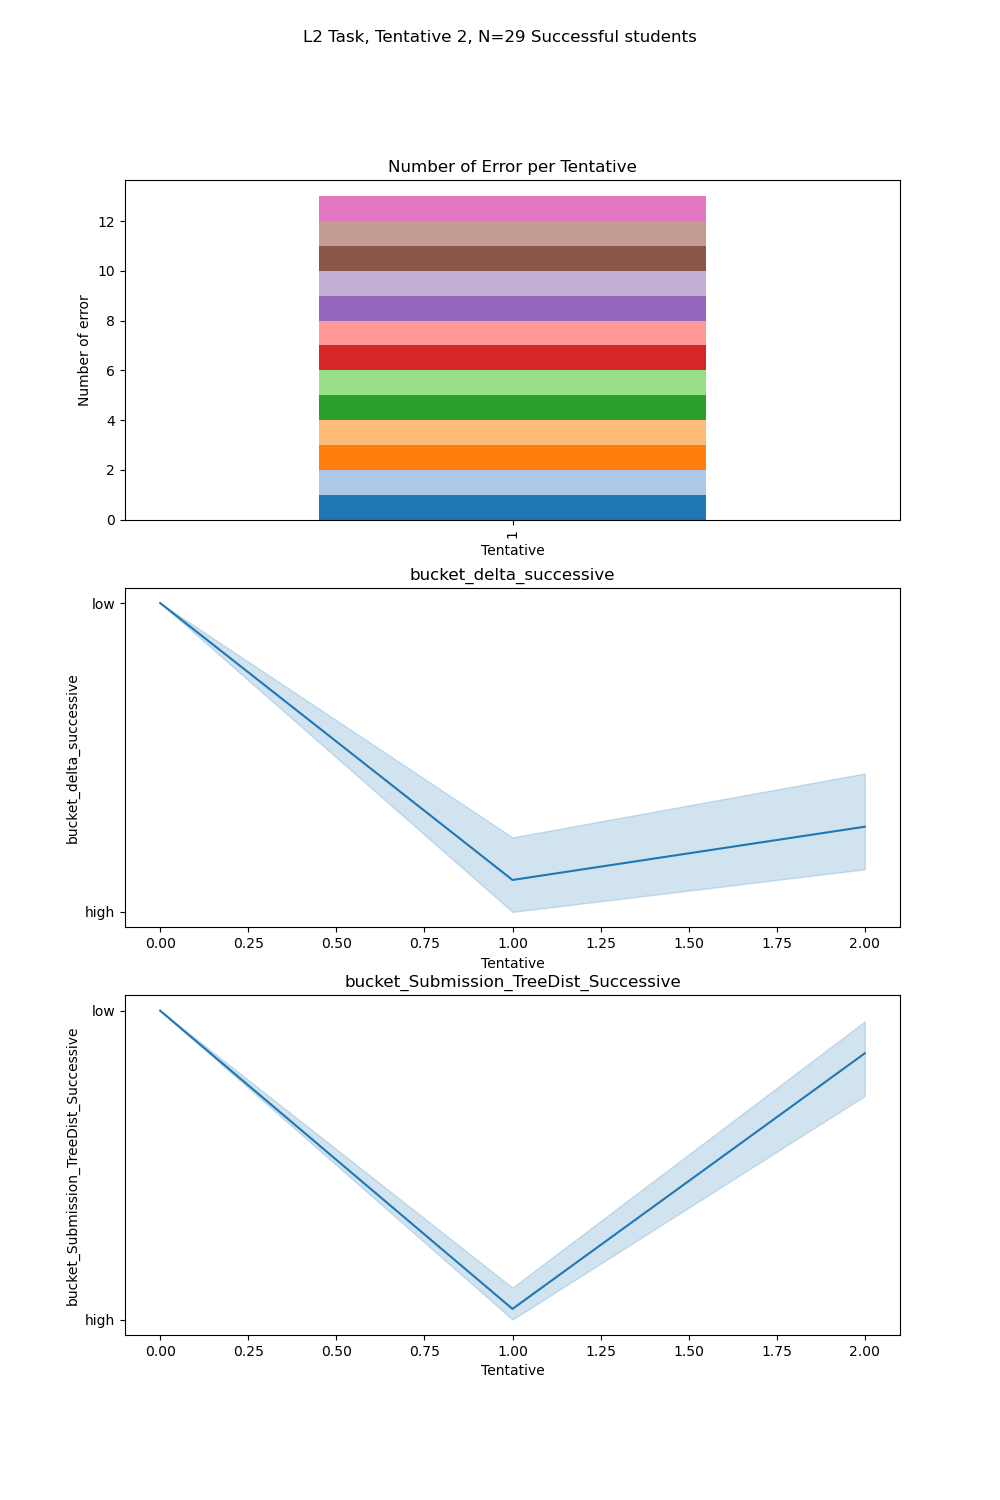 L2 Task, Tentative 2, N=29 Successful students
Number of Error per Tentative
12
10
8
6
4
2
0
Number of error
1
Tentative
bucket_delta_successive
low
high
bucket_delta_successive
0.00 0.25 0.50 0.75 1.00 1.25 1.50 1.75 2.00
Tentative
bucket_Submission_TreeDist_Successive
low
high
bucket_Submission_TreeDist_Successive
0.00 0.25 0.50 0.75 1.00 1.25 1.50 1.75 2.00
Tentative